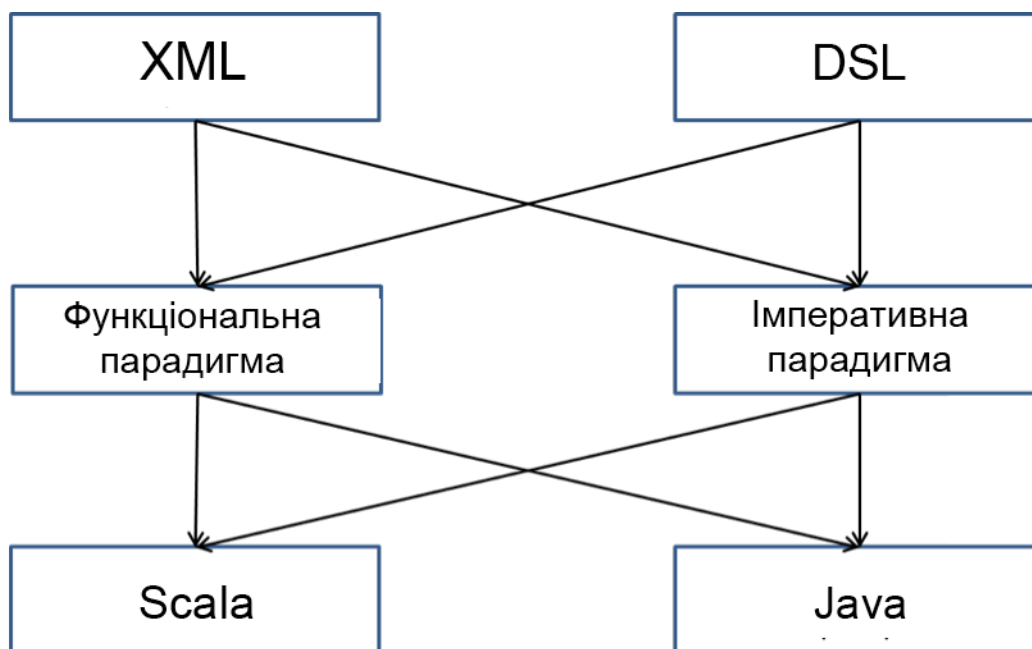 XML
DSL
Функціональна
парадигма
Імперативна
парадигма
Scala
Java